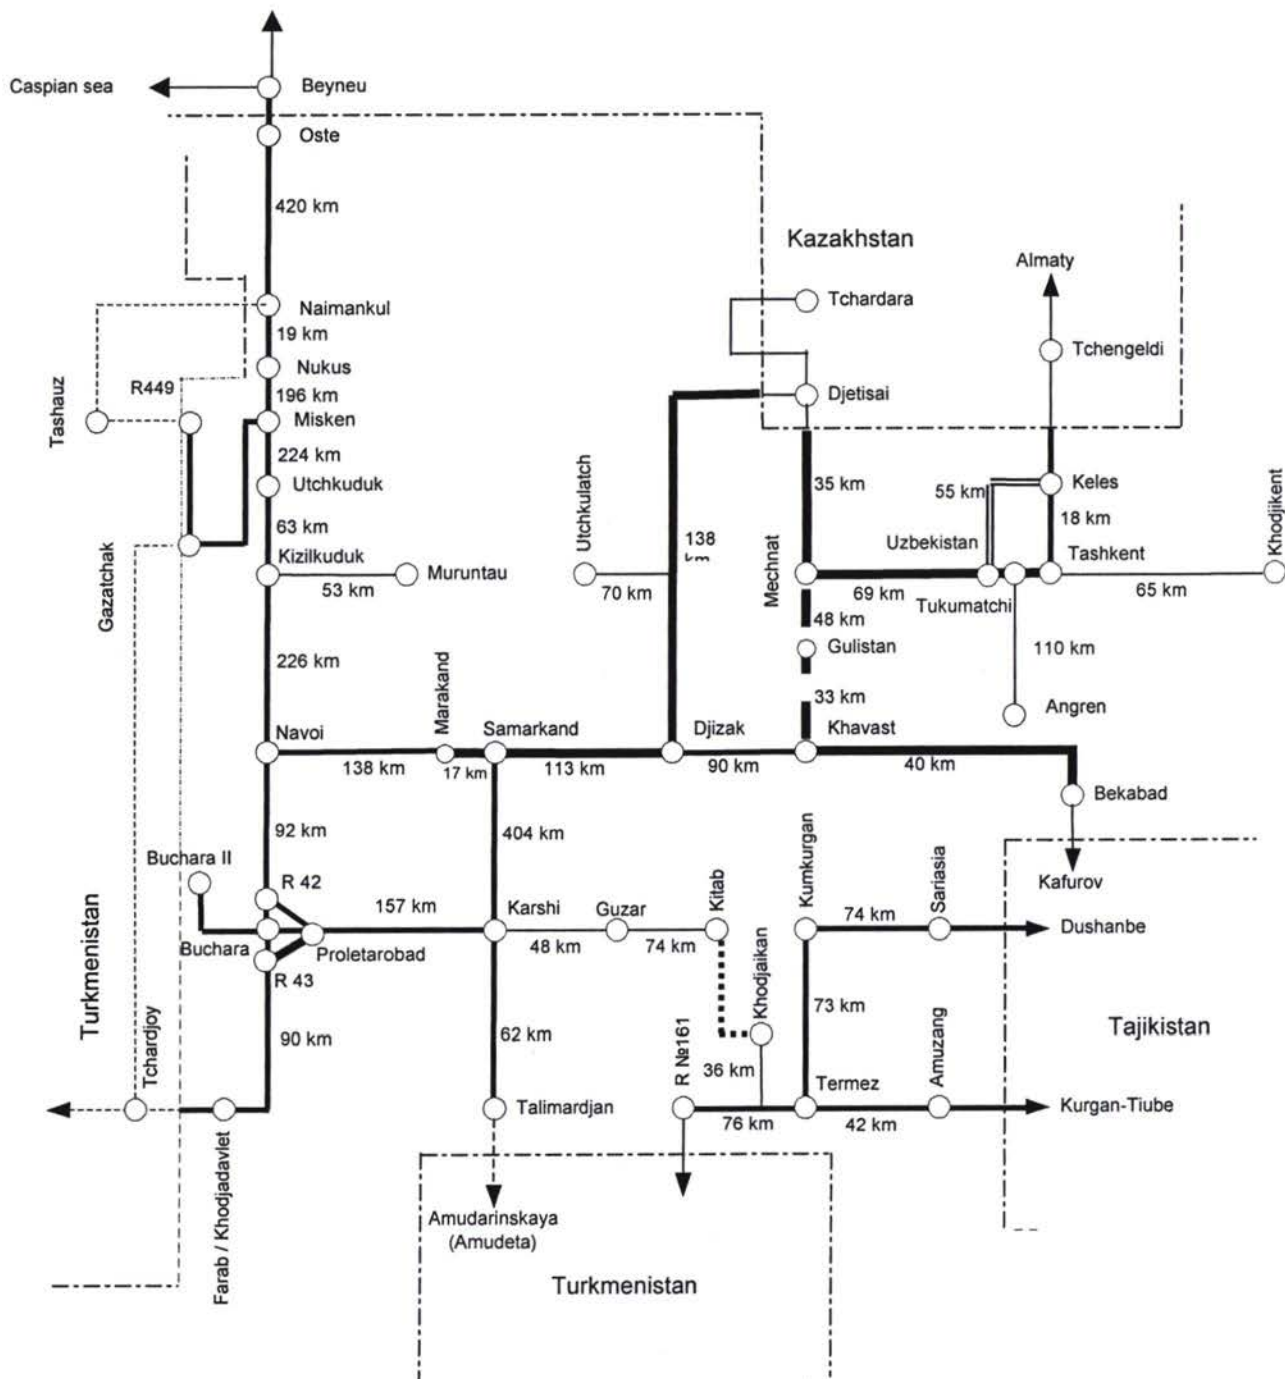 Caspian sea
Beyneu
Oste
420 km
Kazakhstan
Almaty
Tchardara
Naimankul
19 km
Tchengeldi
Nukus
R449
196 km
Djetisai
Tashauz
Misken
224 km
Utchkuduk
35 km
55 km
Keles
Utchkulatch
63 km
138
18 km
Khodjikent
Uzbekistan
Gazatchak
Kizilkuduk
Muruntau
Mechnat
Tashkent
53 km
70 km
69 km
Tukumatchi
65 km
48 km
Gulistan
110 km
226 km
Marakand
33 km
Angren
Navoi
Samarkand
Djizak
Khavast
138 km
17 km
113 km
90 km
40 km
Bekabad
92 km
404 km
Buchara II
Kumkurgan
Sariasia
Kafurov
R 42
Kitab
157 km
Karshi
Guzar
74 km
Dushanbe
Turkmenistan
Buchara
Proletarobad
48 km
74 km
R 43
Khodjaikan
73 km
Tchardjoy
90 km
62 km
R №161
Amuzang
Tajikistan
36 km
Termez
Talimardjan
76 km
42 km
Kurgan-Tiube
Farab / Khodjadavlet
Amudarinskaya
(Amudeta)
Turkmenistan